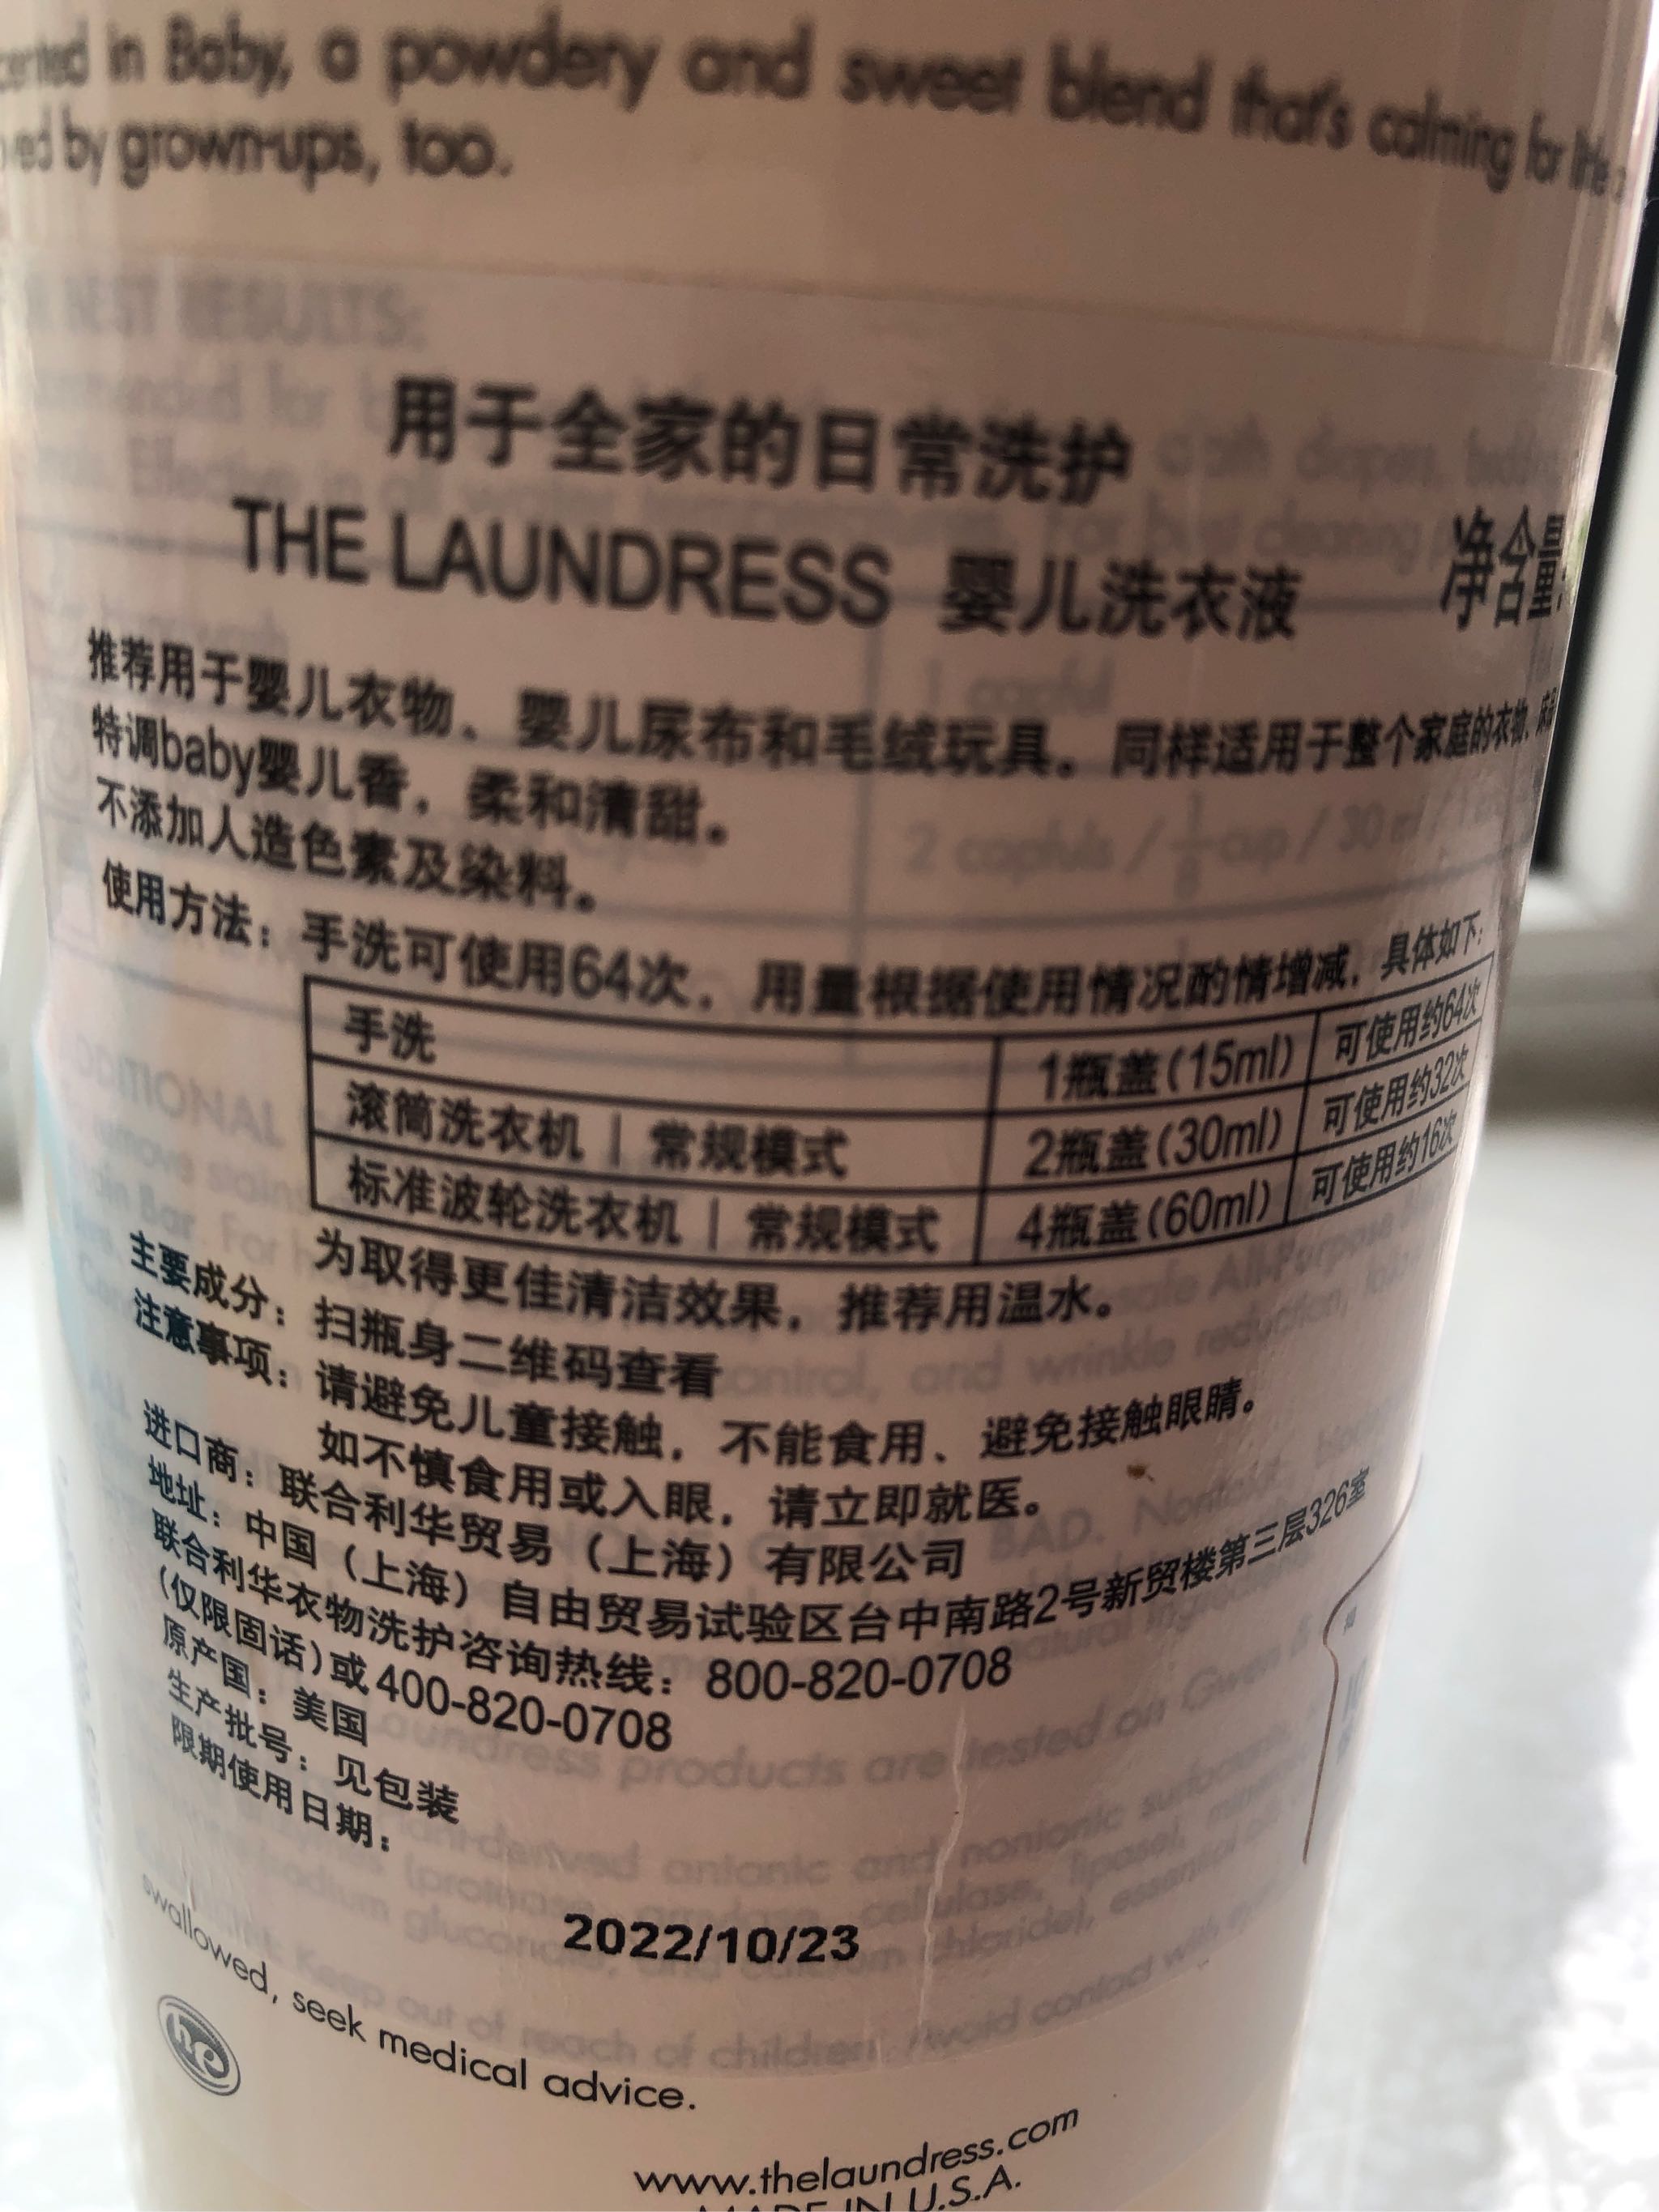 in Baby, a powdery and sweet blend that's calming for
by grown-ups, too.
BEST RESULTS:
用于全家的日常洗护
THE LAUNDRESS 婴儿洗衣液 净含量
推荐用于婴儿衣物、婴儿尿布和毛绒玩具。同样适用于整个家庭的衣物、
特调baby婴儿香，柔和清甜。
不添加人造色素及染料。
使用方法：手洗可使用64次，用量根据使用情况酌情增减，具体如下：
手洗 1瓶盖(15ml) 可使用约64次
滚筒洗衣机 | 常规模式 2瓶盖(30ml) 可使用约32次
标准波轮洗衣机 | 常规模式 4瓶盖(60ml) 可使用约16次
为取得更佳清洁效果，推荐用温水。
主要成分：扫瓶身二维码查看
注意事项：请避免儿童接触，不能食用、避免接触眼睛。
如不慎食用或入眼，请立即就医。
进口商：联合利华贸易（上海）有限公司
地址：中国（上海）自由贸易试验区台中南路2号新贸楼第三层326室
联合利华衣物洗护咨询热线：800-820-0708
(仅限固话)或400-820-0708
原产国：美国
生产批号：见包装
限期使用日期：
2022/10/23
swallowed, seek medical advice.
he
www.thelaundress.com
MADE IN U.S.A.